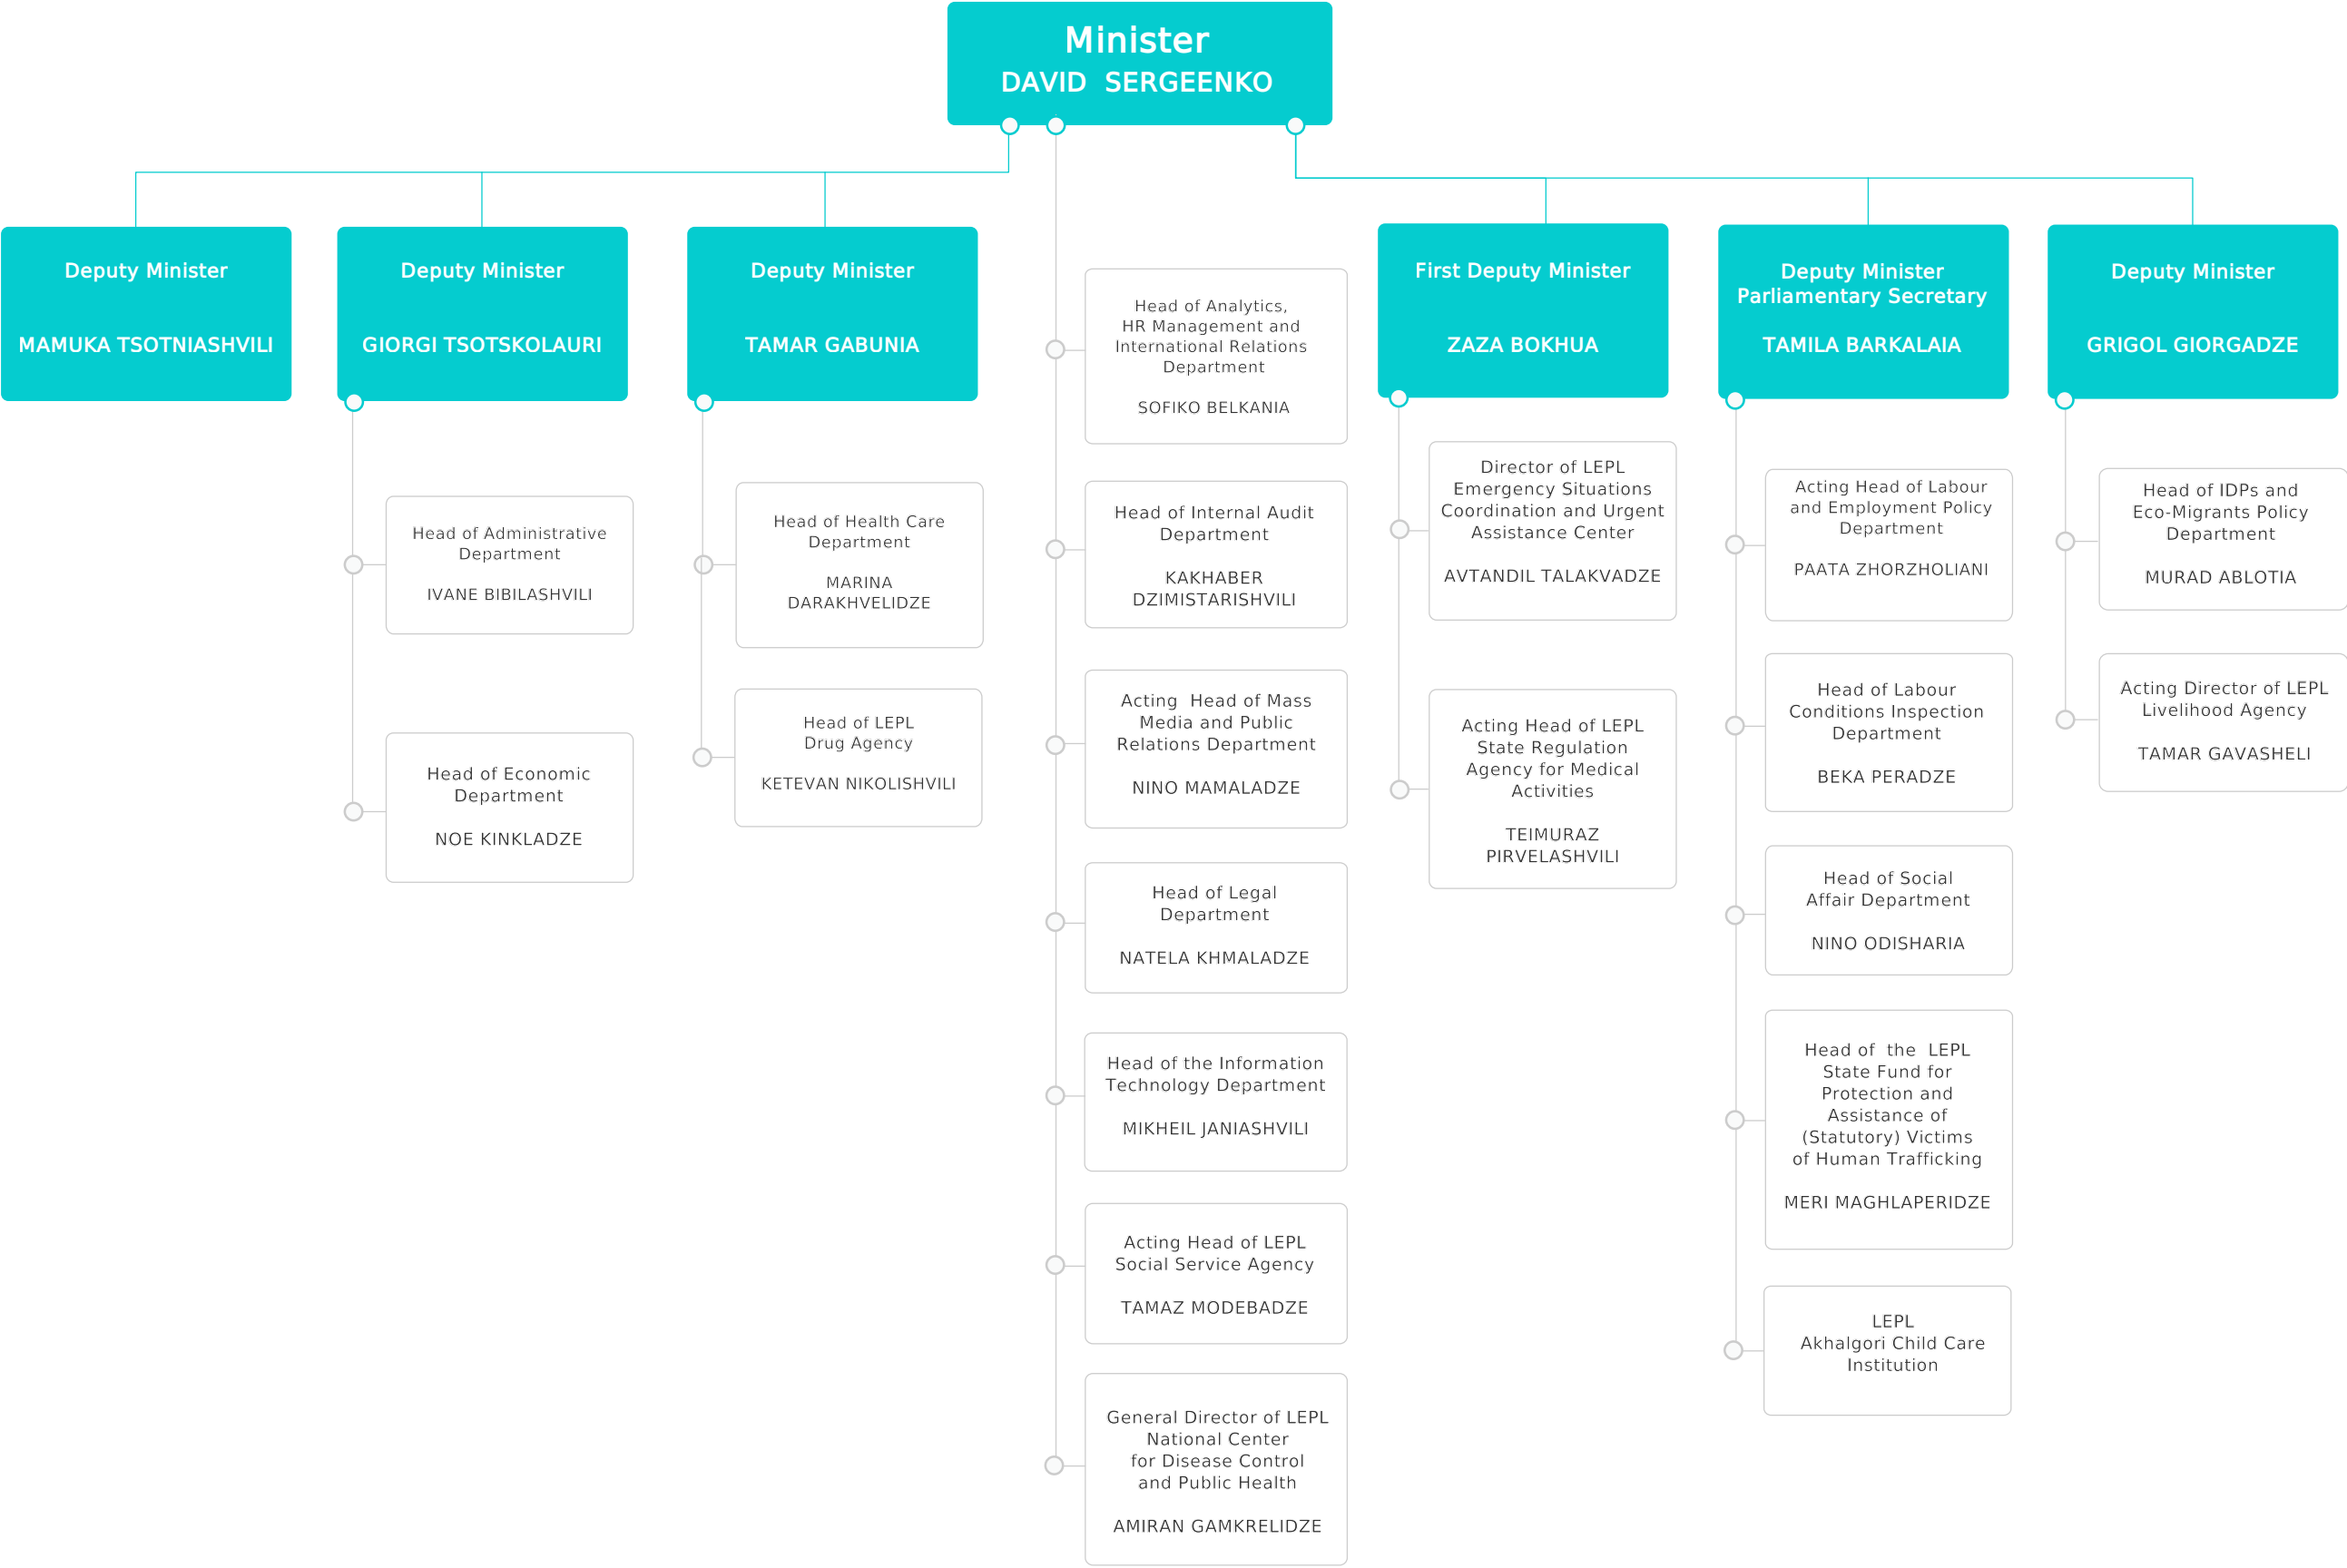 Minister
DAVID  SERGEENKO
Deputy Minister
MAMUKA TSOTNIASHVILI
Deputy Minister
GIORGI TSOTSKOLAURI
Head of Administrative
Department
IVANE BIBILASHVILI
Head of Economic
Department
NOE KINKLADZE
Deputy Minister
TAMAR GABUNIA
Head of Health Care
Department
MARINA
DARAKHVELIDZE
Head of LEPL
Drug Agency
KETEVAN NIKOLISHVILI
Head of Analytics,
HR Management and
International Relations
Department
SOFIKO BELKANIA
Head of Internal Audit
Department
KAKHABER
DZIMISTARISHVILI
Acting  Head of Mass
Media and Public
Relations Department
NINO MAMALADZE
Head of Legal
Department
NATELA KHMALADZE
Head of the Information
Technology Department
MIKHEIL JANIASHVILI
Acting Head of LEPL
Social Service Agency
TAMAZ MODEBADZE
General Director of LEPL
National Center
for Disease Control
and Public Health
AMIRAN GAMKRELIDZE
First Deputy Minister
ZAZA BOKHUA
Director of LEPL
Emergency Situations
Coordination and Urgent
Assistance Center
AVTANDIL TALAKVADZE
Acting Head of LEPL
State Regulation
Agency for Medical
Activities
TEIMURAZ
PIRVELASHVILI
Deputy Minister
Parliamentary Secretary
TAMILA BARKALAIA
Acting Head of Labour
and Employment Policy
Department
PAATA ZHORZHOLIANI
Head of Labour
Conditions Inspection
Department
BEKA PERADZE
Head of Social
Affair Department
NINO ODISHARIA
Head of  the  LEPL
State Fund for
Protection and
Assistance of
(Statutory) Victims
of Human Trafficking
MERI MAGHLAPERIDZE
LEPL
Akhalgori Child Care
Institution
Deputy Minister
GRIGOL GIORGADZE
Head of IDPs and
Eco-Migrants Policy
Department
MURAD ABLOTIA
Acting Director of LEPL
Livelihood Agency
TAMAR GAVASHELI